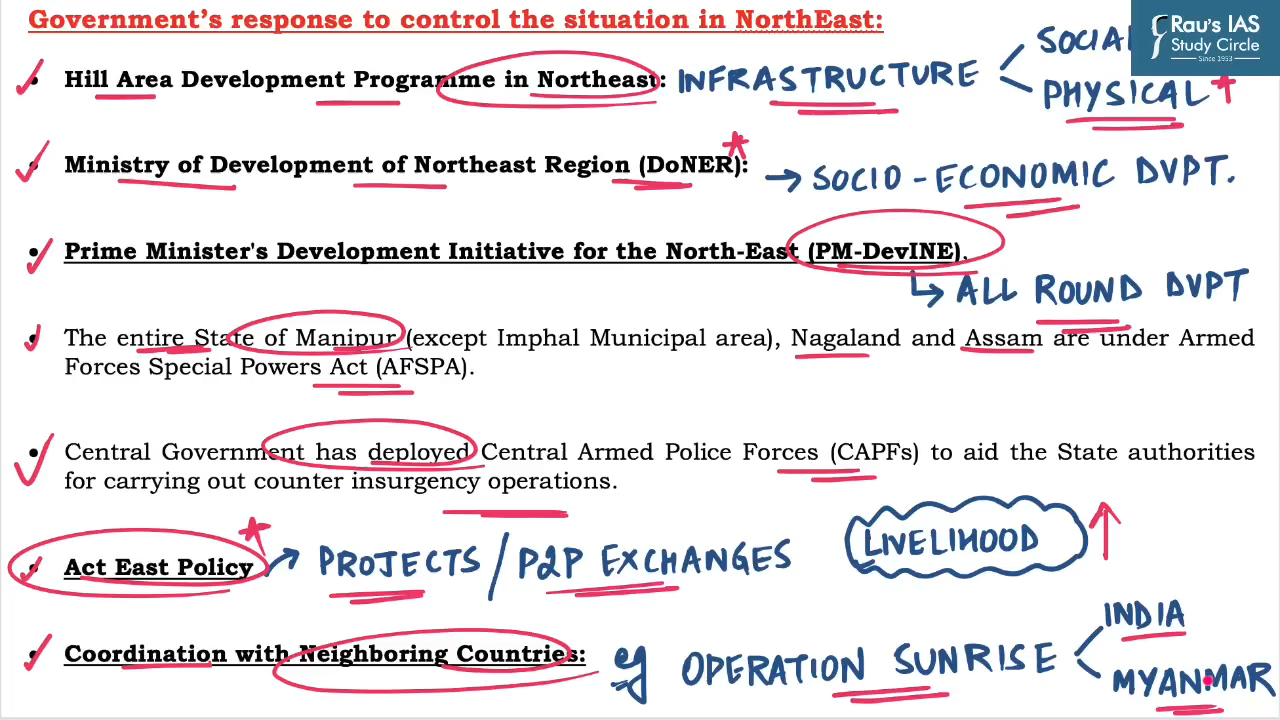 Government's response to control the situation in NorthEast:
Rau's IAS
Study Circle
Since 1953
• Hill Area Development Programme in Northeast: INFRASTRUCTURE
SOCIAL
PHYSICAL *
• Ministry of Development of Northeast Region (DoNER): * → SOCIO - ECONOMIC DVPT.
• Prime Minister's Development Initiative for the North-East (PM-DevINE).
↳ ALL ROUND DVPT
• The entire State of Manipur (except Imphal Municipal area), Nagaland and Assam are under Armed
Forces Special Powers Act (AFSPA).
• Central Government has deployed Central Armed Police Forces (CAPFs) to aid the State authorities
for carrying out counter insurgency operations.
LIVELIHOOD ↑
• Act East Policy * → PROJECTS / P2P EXCHANGES
• Coordination with Neighboring Countries: eg OPERATION SUNRISE
INDIA
MYANMAR